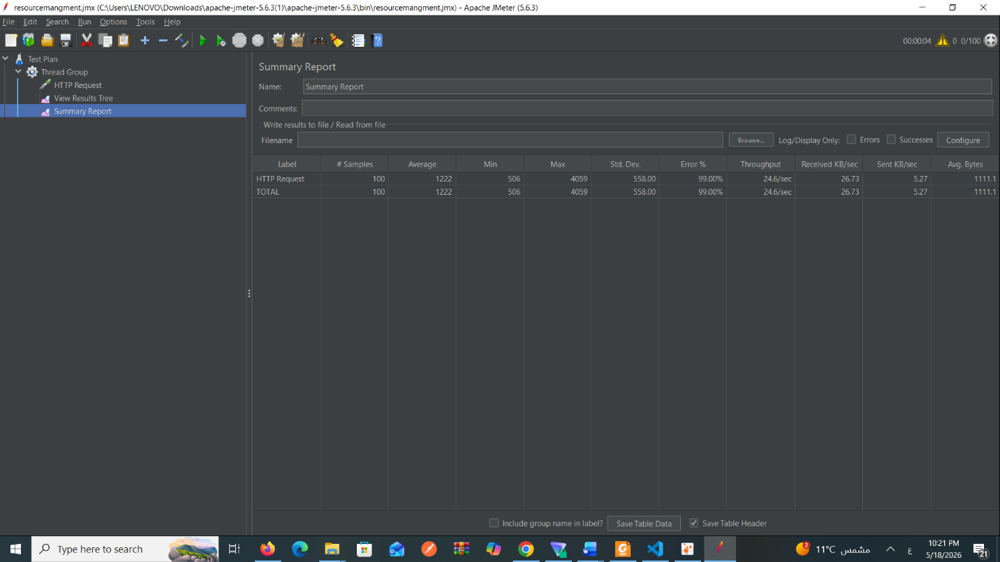 resourcemangment.jmx (C:\Users\LENOVO\Downloads\apache-jmeter-5.6.3(1)\apache-jmeter-5.6.3\bin\resourcemangment.jmx) - Apache JMeter (5.6.3)
File Edit Search Run Options Tools Help
00:00:04 0 0/100
Test Plan
Thread Group
HTTP Request
View Results Tree
Summary Report
Summary Report
Name: Summary Report
Comments:
Write results to file / Read from file
Filename Browse... Log/Display Only: Errors Successes Configure
Label # Samples Average Min Max Std. Dev. Error % Throughput Received KB/sec Sent KB/sec Avg. Bytes
HTTP Request 100 1222 506 4059 558.00 99.00% 24.6/sec 26.73 5.27 1111.1
TOTAL 100 1222 506 4059 558.00 99.00% 24.6/sec 26.73 5.27 1111.1
Include group name in label? Save Table Data Save Table Header
Type here to search
2 11°C مشمس ع 10:21 PM
5/18/2026 21